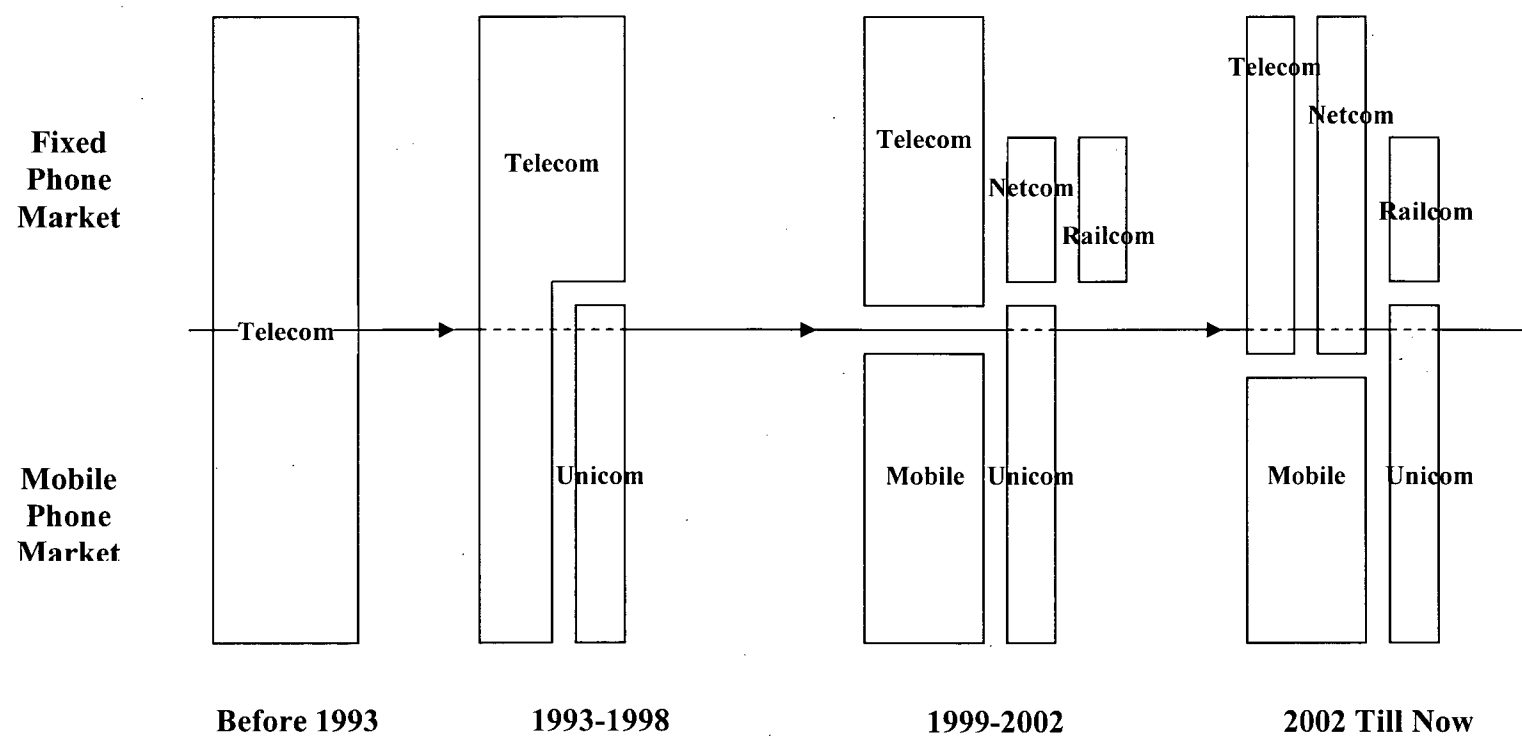 Fixed
Phone
Market
Mobile
Phone
Market
Telecom
Telecom
Unicom
Telecom
Netcom
Railcom
Mobile
Unicom
Telecom
Netcom
Railcom
Mobile
Unicom
Before 1993
1993-1998
1999-2002
2002 Till Now